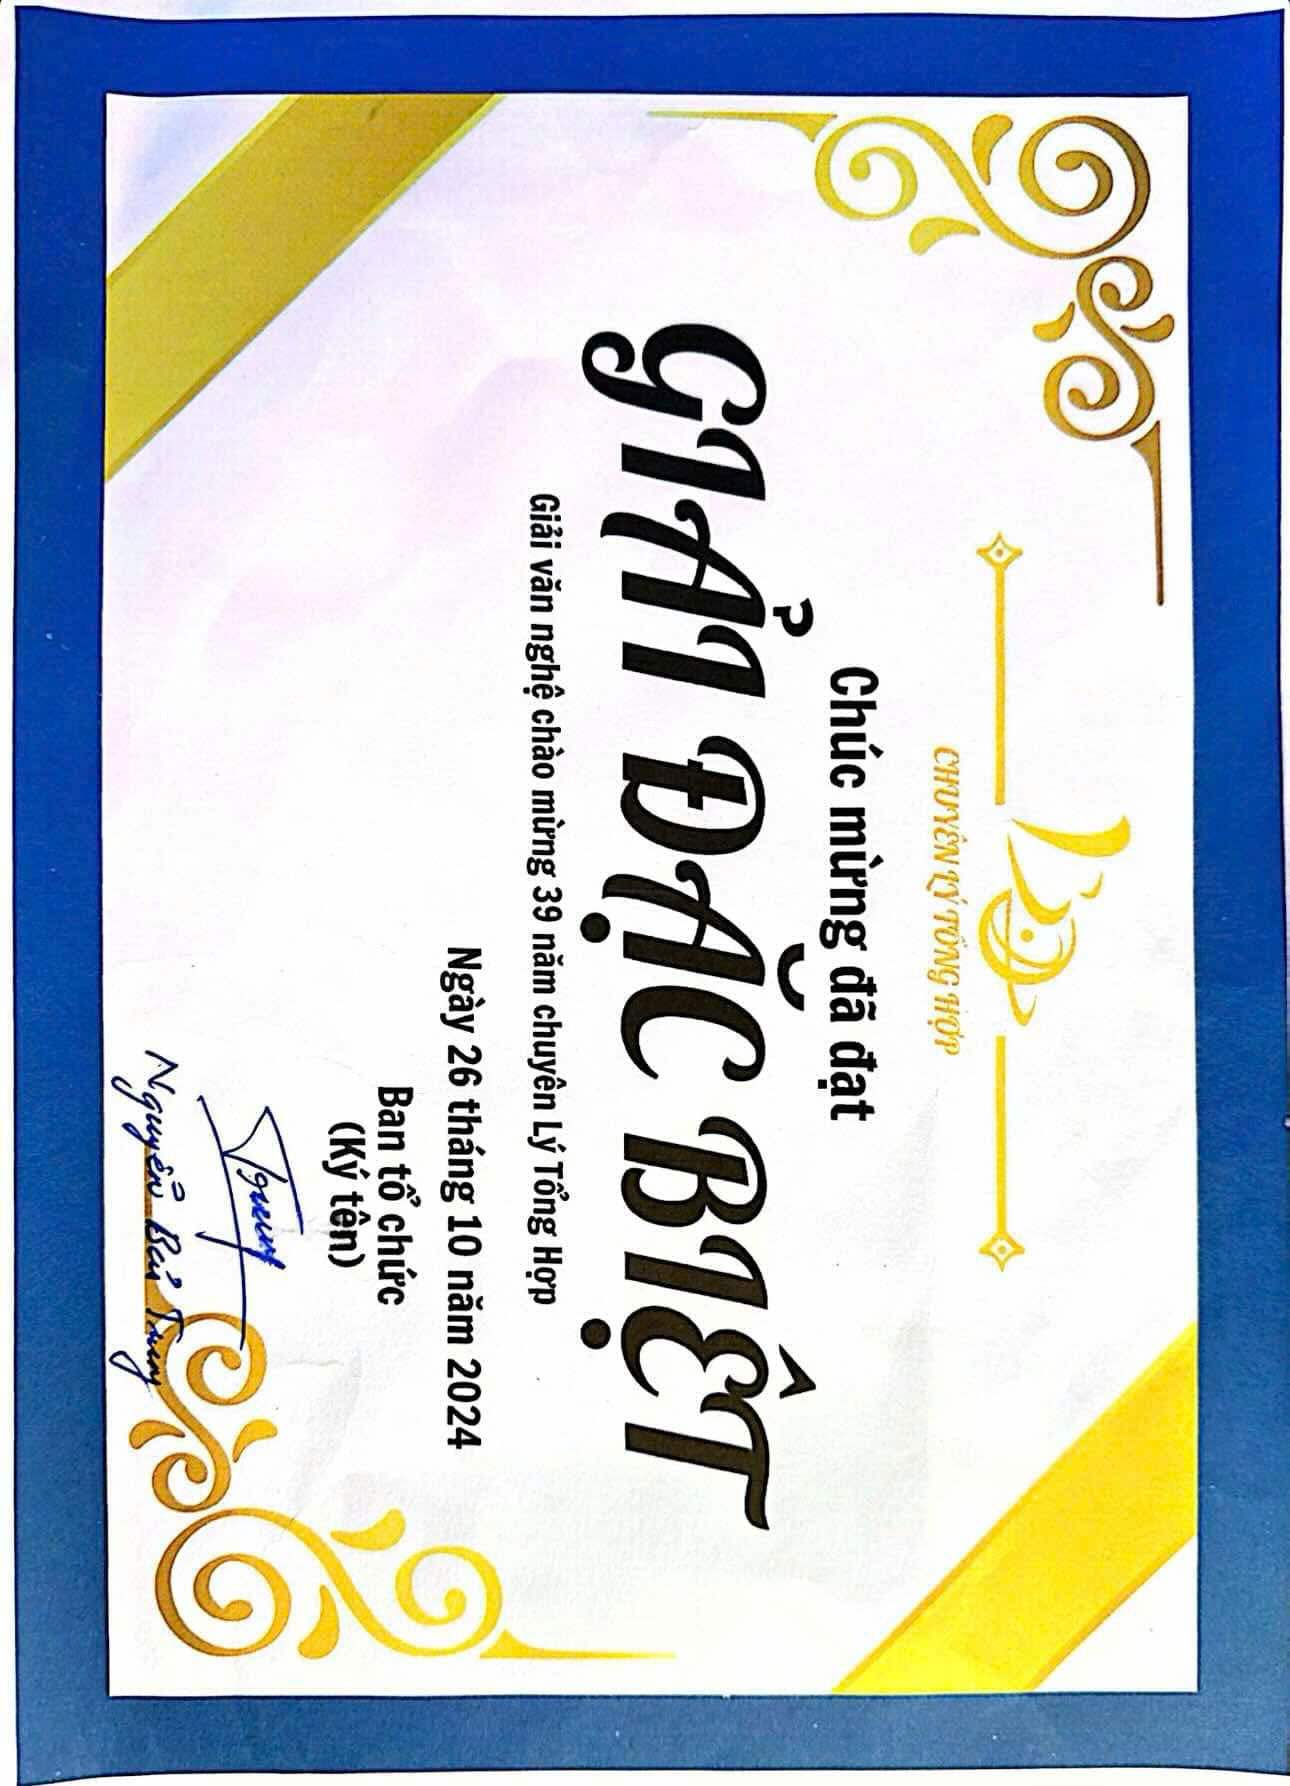 CHUYÊN LÝ TỔNG HỢP
Chúc mừng đã đạt
GIẢI ĐẶC BIỆT
Giải văn nghệ chào mừng 39 năm chuyên Lý Tổng Hợp
Ngày 26 tháng 10 năm 2024
Ban tổ chức
(Ký tên)
Trung
Nguyễn Bá Trung